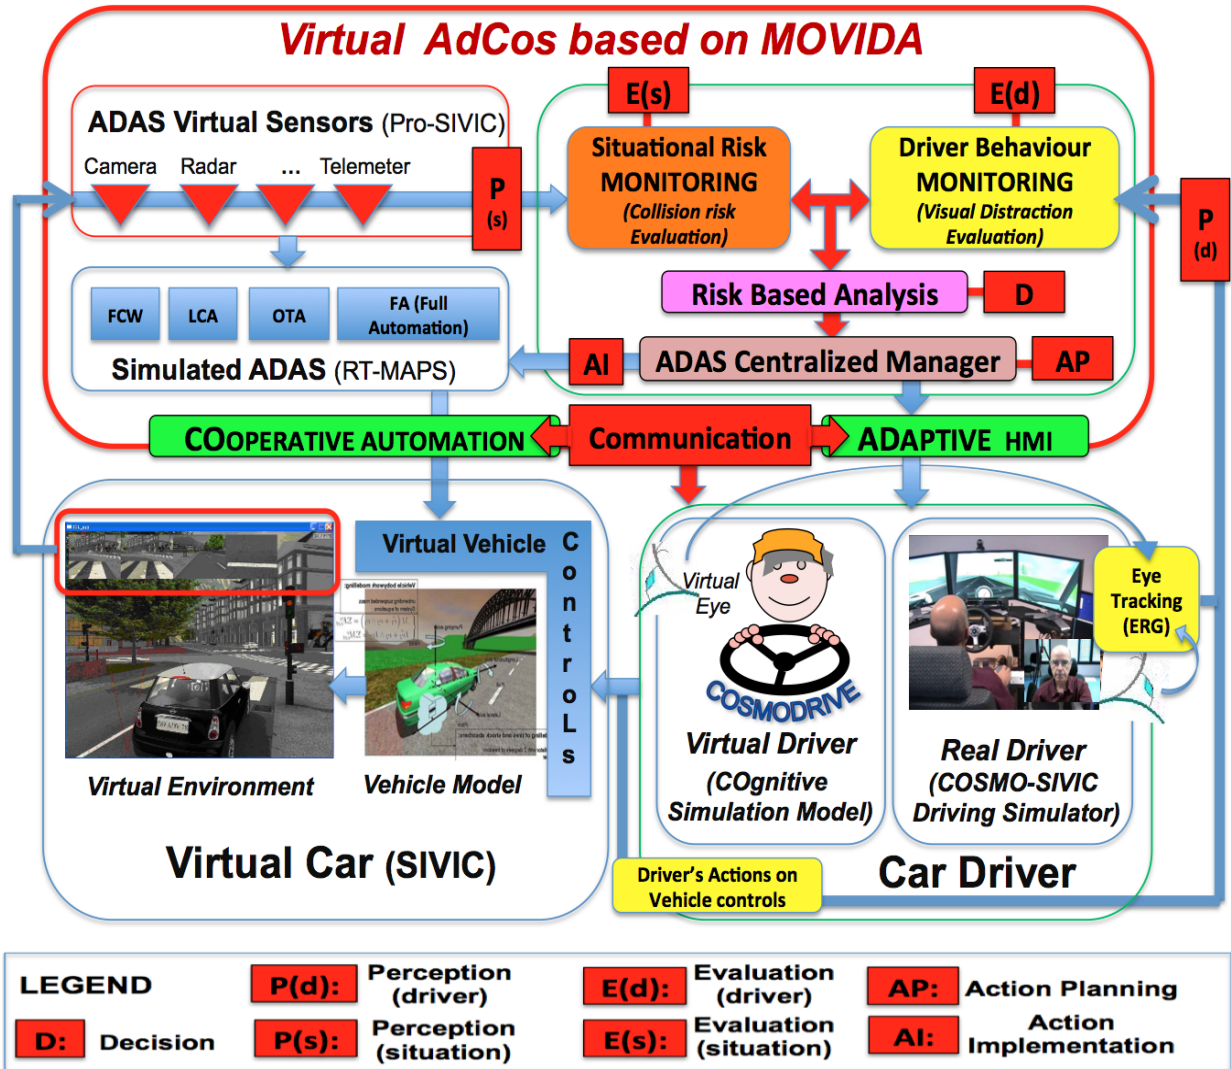 Virtual AdCos based on MOVIDA
E(s)
E(d)
ADAS Virtual Sensors (Pro-SIVIC)
Camera Radar ... Telemeter
P
(s)
Situational Risk
MONITORING
(Collision risk
Evaluation)
Driver Behaviour
MONITORING
(Visual Distraction
Evaluation)
P
(d)
Risk Based Analysis
D
FCW
LCA
OTA
FA (Full
Automation)
Simulated ADAS (RT-MAPS)
AI
ADAS Centralized Manager
AP
COOPERATIVE AUTOMATION
Communication
ADAPTIVE HMI
Virtual Vehicle
ControLs
Virtual
Eye
COSMODRIVE
Eye
Tracking
(ERG)
Virtual Environment
Vehicle Model
Virtual Driver
(COgnitive
Simulation Model)
Real Driver
(COSMO-SIVIC
Driving Simulator)
Virtual Car (SIVIC)
Driver's Actions on
Vehicle controls
Car Driver
LEGEND
P(d): Perception
(driver)
E(d): Evaluation
(driver)
AP: Action Planning
D: Decision
P(s): Perception
(situation)
E(s): Evaluation
(situation)
AI: Action
Implementation